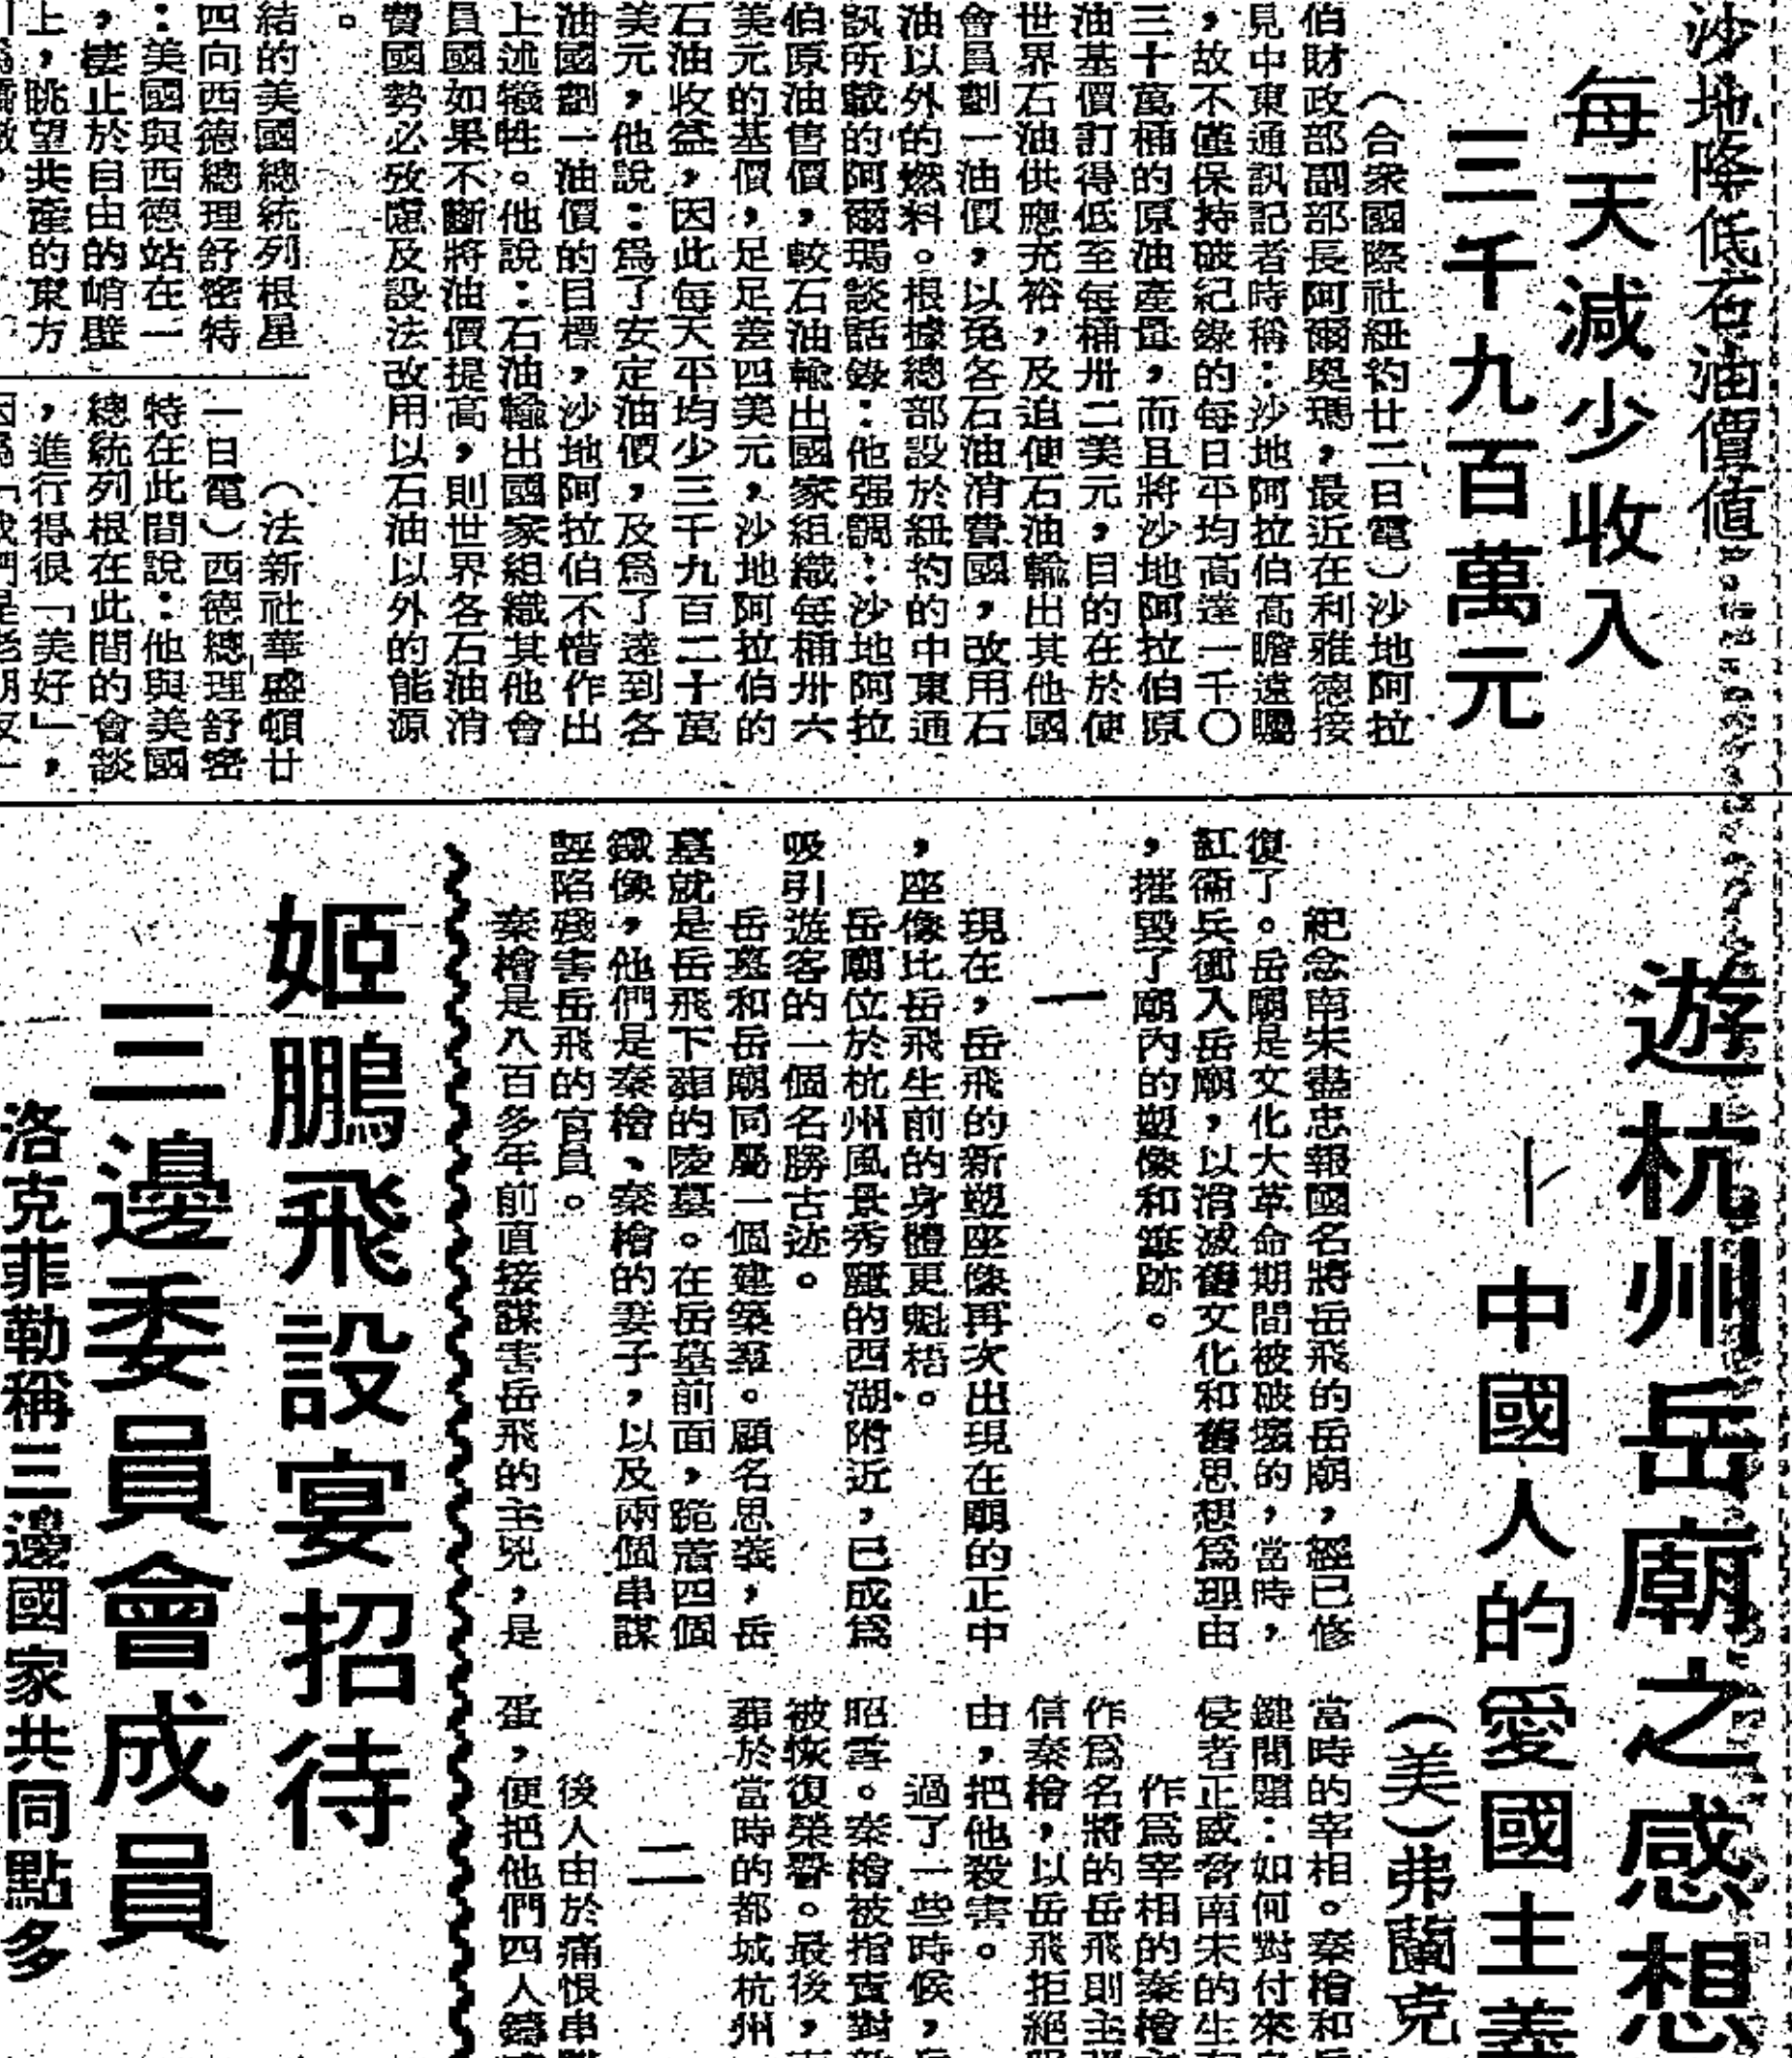 沙地降低石油價值
每天減少收入
三千九百萬元
（合衆國際社紐約廿二日電）沙地阿拉
伯財政部副部長阿爾奧瑪，最近在利雅德接
見中東通訊記者時稱：沙地阿拉伯高瞻遠矚
，故不僅保持破紀錄的每日平均高達一千〇
三十萬桶的原油產量，而且將沙地阿拉伯原
油基價訂得低至每桶卅二美元，目的在於使
世界石油供應充裕，及迫使石油輸出其他國
會員劃一油價，以免各石油消費國，改用石
油以外的燃料。根據總部設於紐約的中東通
訊所載的阿爾瑪談話錄：他强調：沙地阿拉
伯原油售價，較石油輸出國家組織每桶卅六
美元的基價，足足差四美元，沙地阿拉伯的
石油收益，因此每天平均少三千九百二十萬
美元，他說：爲了安定油價，及爲了達到各
油國劃一油價的目標，沙地阿拉伯不惜作出
上述犧牲。他說：石油輸出國家組織其他會
員國如果不斷將油價提高，則世界各石油消
費國勢必攷慮及設法改用以石油以外的能源
。
結的美國總統列根星
四向西德總理舒密特
：美國與西德站在一
，棲止於自由的峭壁
上，眺望共產的東方
（法新社華盛頓廿
一日電）西德總理舒密
特在此間說：他與美國
總統列根在此間的會談
，進行得很「美好」，
因爲「我們是老朋友一
遊杭州岳廟之感想
—中國人的愛國主義
（美）弗蘭克
紀念南宋盡忠報國名將岳飛的岳廟，經已修
復了。岳廟是文化大革命期間被破壞的，當時，
紅衞兵衝入岳廟，以消滅舊文化和舊思想爲理由
，摧毀了廟內的塑像和筆跡。
一
現在，岳飛的新塑座像再次出現在廟的正中
，座像比岳飛生前的身體更魁梧。
岳廟位於杭州風景秀麗的西湖附近，已成爲
吸引遊客的一個名勝古迹。
岳墓和岳廟同屬一個建築羣。顧名思義，岳
墓就是岳飛下葬的陵墓。在岳墓前面，跪着四個
鐵像，他們是秦檜、秦檜的妻子，以及兩個串謀
誣陷殘害岳飛的官員。
秦檜是八百多年前直接謀害岳飛的主兇，是
當時的宰相。秦檜和岳
鍵問題：如何對付來自
侵者正威脅南宋的生存
作爲宰相的秦檜主
作爲名將的岳飛則主張
信秦檜，以岳飛拒絕服
由，把他殺害。
過了一些時候，岳
昭雪。秦檜被指責對
被恢復榮譽。最後，
葬於當時的都城杭州
二
後人由於痛恨串謀
蛋，便把他們四人鑄
姬鵬飛設宴招待
三邊委員會成員
洛克菲勒稱三邊國家共同點多